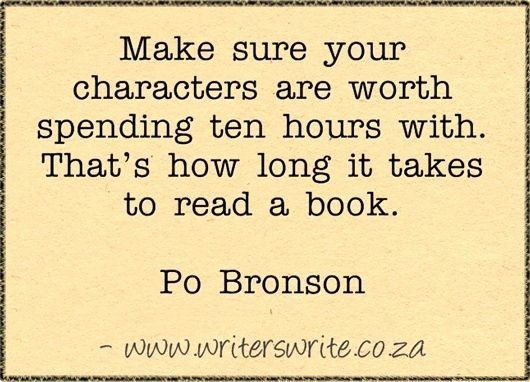 Make sure your
characters are worth
spending ten hours with.
That's how long it takes
to read a book.
Po Bronson
- www.writerswrite.co.za